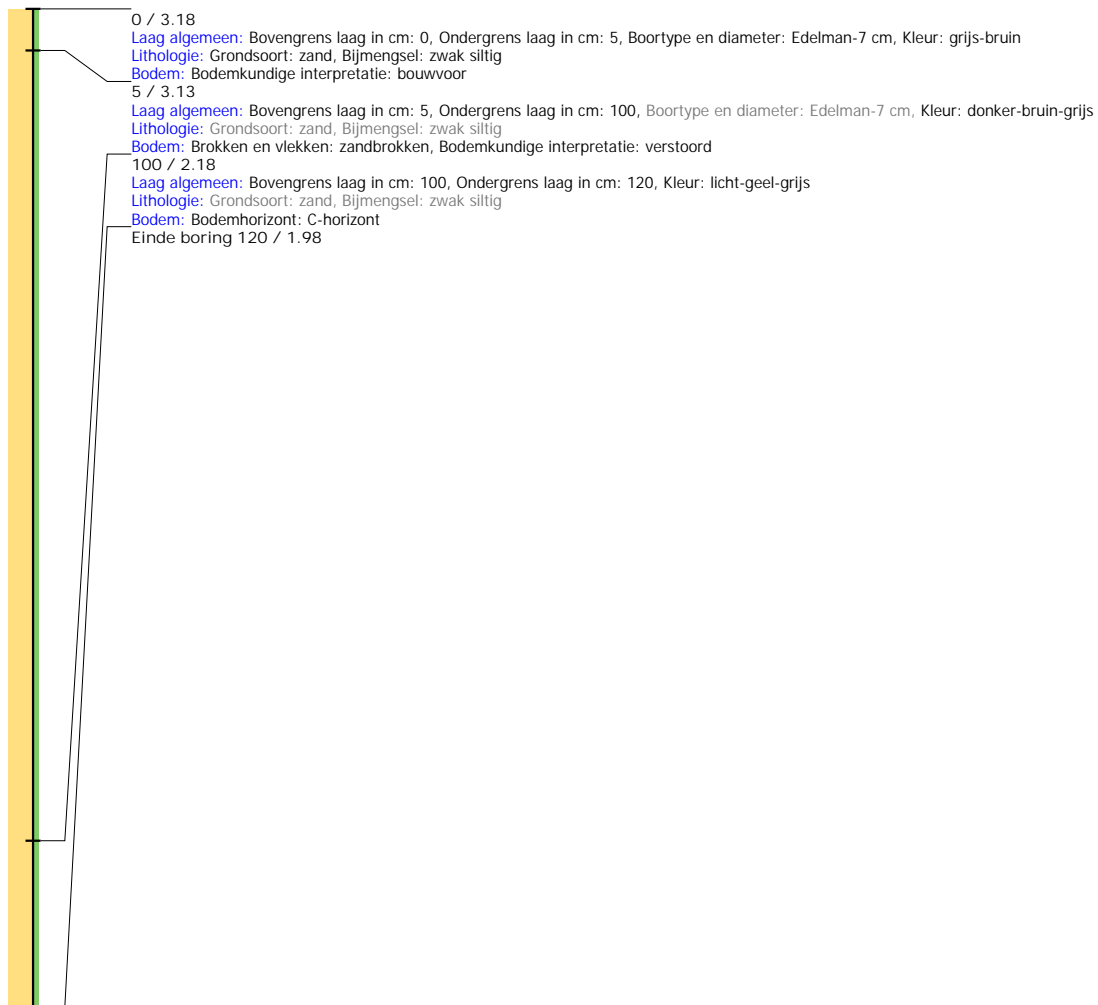 0 / 3.18
Laag algemeen: Bovengrens laag in cm: 0, Ondergrens laag in cm: 5, Boortype en diameter: Edelman-7 cm, Kleur: grijs-bruin
Lithologie: Grondsoort: zand, Bijmengsel: zwak siltig
Bodem: Bodemkundige interpretatie: bouwvoor
5 / 3.13
Laag algemeen: Bovengrens laag in cm: 5, Ondergrens laag in cm: 100, Boortype en diameter: Edelman-7 cm, Kleur: donker-bruin-grijs
Lithologie: Grondsoort: zand, Bijmengsel: zwak siltig
Bodem: Brokken en vlekken: zandbrokken, Bodemkundige interpretatie: verstoord
100 / 2.18
Laag algemeen: Bovengrens laag in cm: 100, Ondergrens laag in cm: 120, Kleur: licht-geel-grijs
Lithologie: Grondsoort: zand, Bijmengsel: zwak siltig
Bodem: Bodemhorizont: C-horizont
Einde boring 120 / 1.98